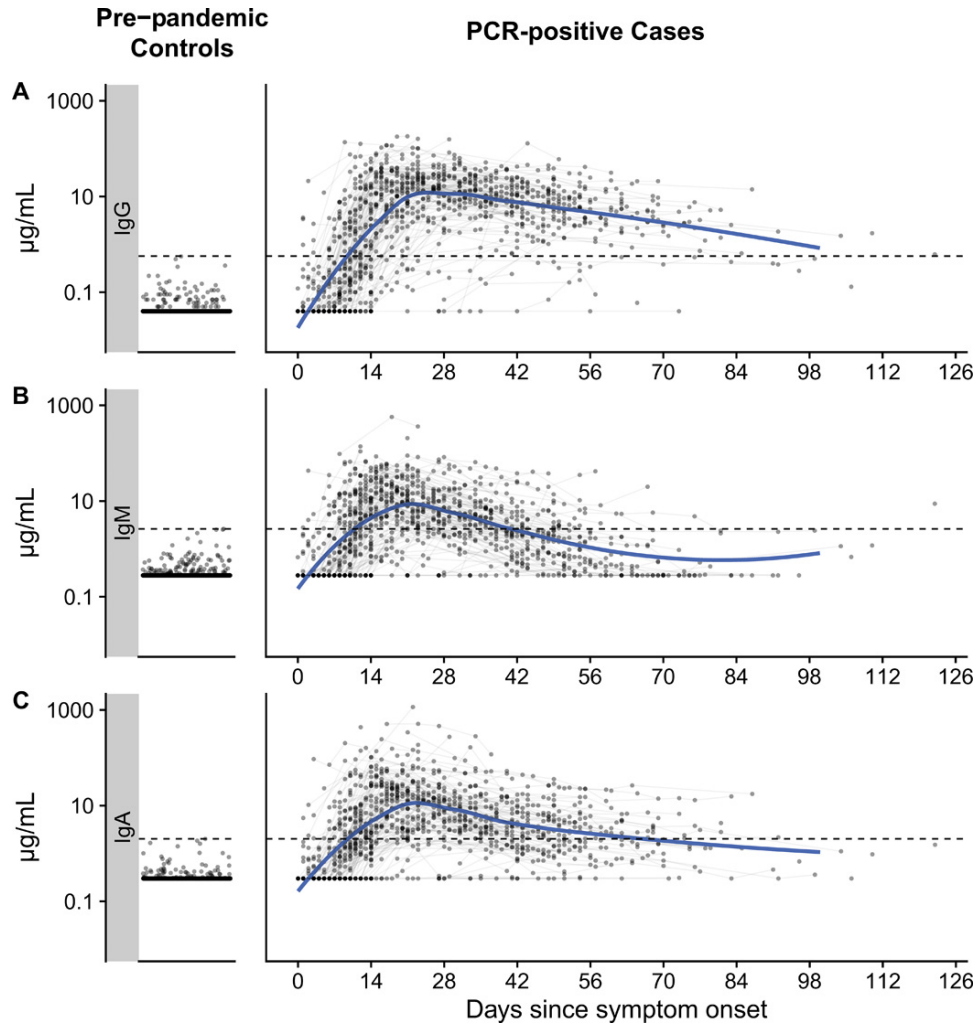 Pre−pandemic
Controls
PCR-positive Cases
A
1000
10
0.1
µg/mL
IgG
0 14 28 42 56 70 84 98 112 126
B
1000
10
0.1
µg/mL
IgM
0 14 28 42 56 70 84 98 112 126
C
1000
10
0.1
µg/mL
IgA
0 14 28 42 56 70 84 98 112 126
Days since symptom onset